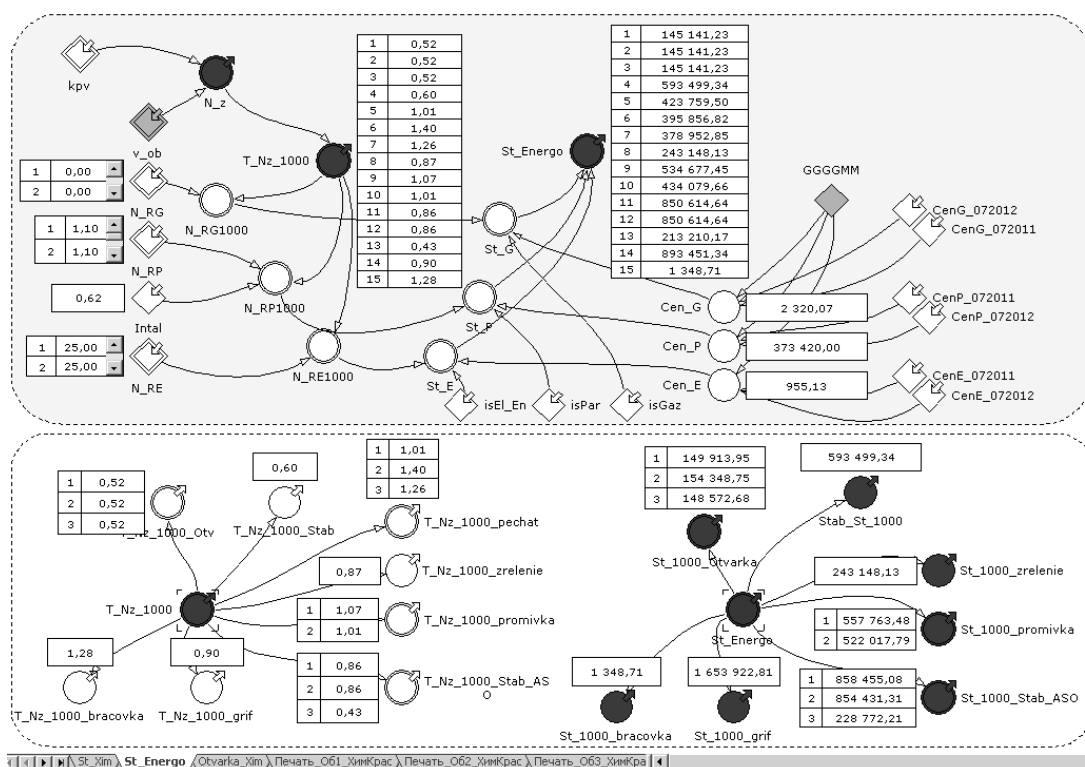 kpv
N_z
v_ob
T_Nz_1000
1 0,52
2 0,52
3 0,52
4 0,60
5 1,01
6 1,40
7 1,26
8 0,87
9 1,07
10 1,01
11 0,86
12 0,86
13 0,43
14 0,90
15 1,28
St_Energo
1 145 141,23
2 145 141,23
3 145 141,23
4 593 499,34
5 423 759,50
6 395 856,82
7 378 952,85
8 243 148,13
9 534 677,45
10 434 079,66
11 850 614,64
12 850 614,64
13 213 210,17
14 893 451,34
15 1 348,71
GGGGMM
1 0,00
2 0,00
N_RG
N_RG1000
St_G
CenG_072012
CenG_072011
1 1,10
2 1,10
N_RP
N_RP1000
0,62
Intal
St_P
Cen_G
2 320,07
CenP_072011
CenP_072012
Cen_P
373 420,00
1 25,00
2 25,00
N_RE
N_RE1000
St_E
Cen_E
955,13
CenE_072011
CenE_072012
isEl_En
isPar
isGaz
1 0,52
2 0,52
3 0,52
T_Nz_1000_Otv
0,60
T_Nz_1000_Stab
1 1,01
2 1,40
3 1,26
T_Nz_1000_pechat
0,87
T_Nz_1000_zrelenie
T_Nz_1000
1 1,07
2 1,01
T_Nz_1000_promivka
1,28
T_Nz_1000_bracovka
0,90
T_Nz_1000_grif
1 0,86
2 0,86
3 0,43
T_Nz_1000_Stab_AS
O
1 149 913,95
2 154 348,75
3 148 572,68
St_1000_Otvarka
593 499,34
Stab_St_1000
243 148,13
St_1000_zrelenie
St_Energo
1 557 763,48
2 522 017,79
St_1000_promivka
1 348,71
St_1000_bracovka
1 653 922,81
St_1000_grif
1 858 455,08
2 854 431,31
3 228 772,21
St_1000_Stab_ASO
St_Xim St_Energo Otvarka_Xim Печать_Об1_ХимКрас Печать_Об2_ХимКрас Печать_Об3_ХимКра